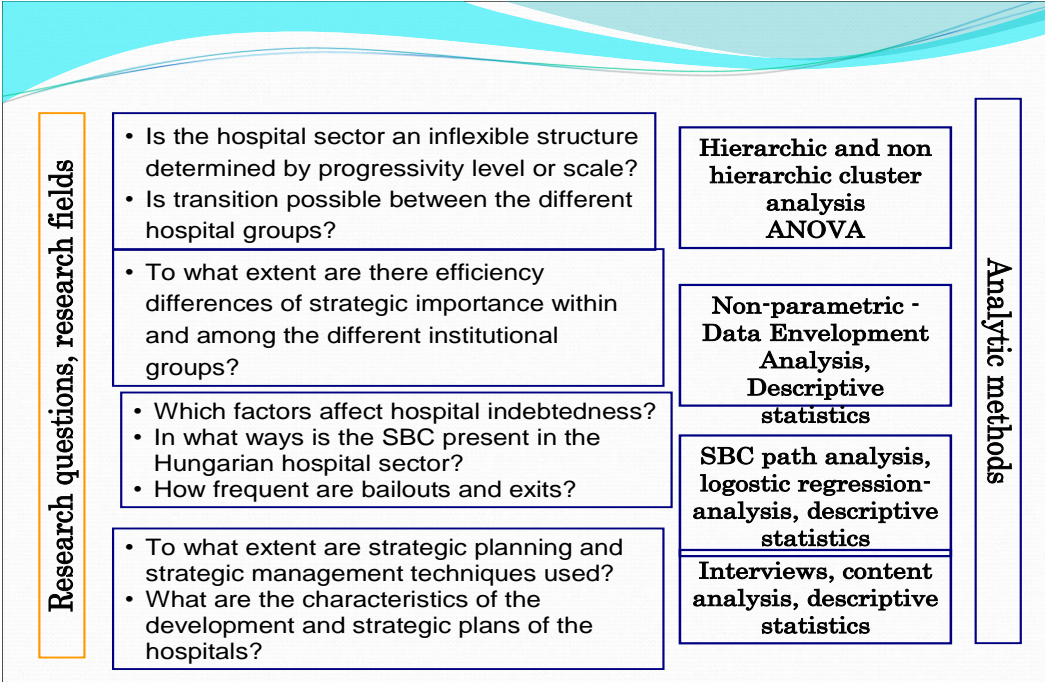 Research questions, research fields
• Is the hospital sector an inflexible structure
determined by progressivity level or scale?
• Is transition possible between the different
hospital groups?
• To what extent are there efficiency
differences of strategic importance within
and among the different institutional
groups?
• Which factors affect hospital indebtedness?
• In what ways is the SBC present in the
Hungarian hospital sector?
• How frequent are bailouts and exits?
• To what extent are strategic planning and
strategic management techniques used?
• What are the characteristics of the
development and strategic plans of the
hospitals?
Hierarchic and non
hierarchic cluster
analysis
ANOVA
Non-parametric -
Data Envelopment
Analysis,
Descriptive
statistics
SBC path analysis,
logostic regression-
analysis, descriptive
statistics
Interviews, content
analysis, descriptive
statistics
Analytic methods